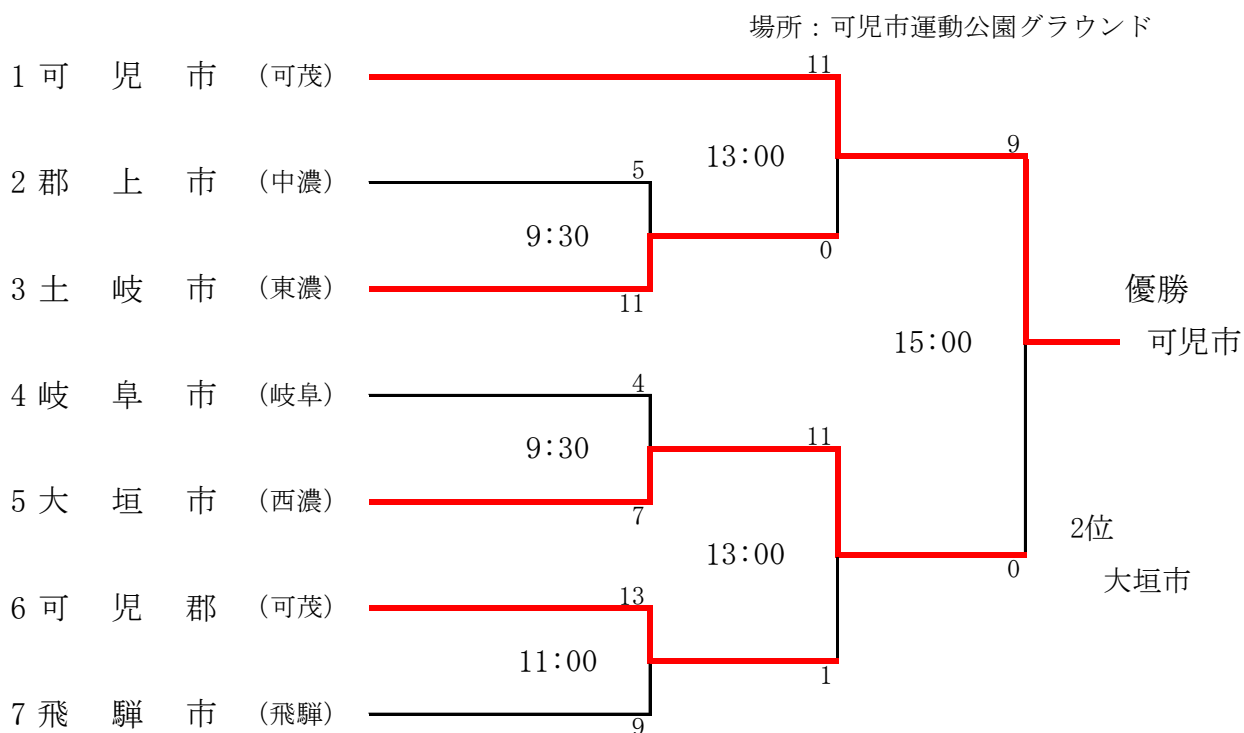 場所：可児市運動公園グラウンド
11
1 可 児 市 (可茂)
9
13:00
5
2 郡 上 市 (中濃)
9:30
0
3 土 岐 市 (東濃)
11
優勝
15:00
可児市
4
4 岐 阜 市 (岐阜)
11
9:30
5 大 垣 市 (西濃)
7
2位
13:00
0
大垣市
13
6 可 児 郡 (可茂)
11:00
1
7 飛 騨 市 (飛騨)
9